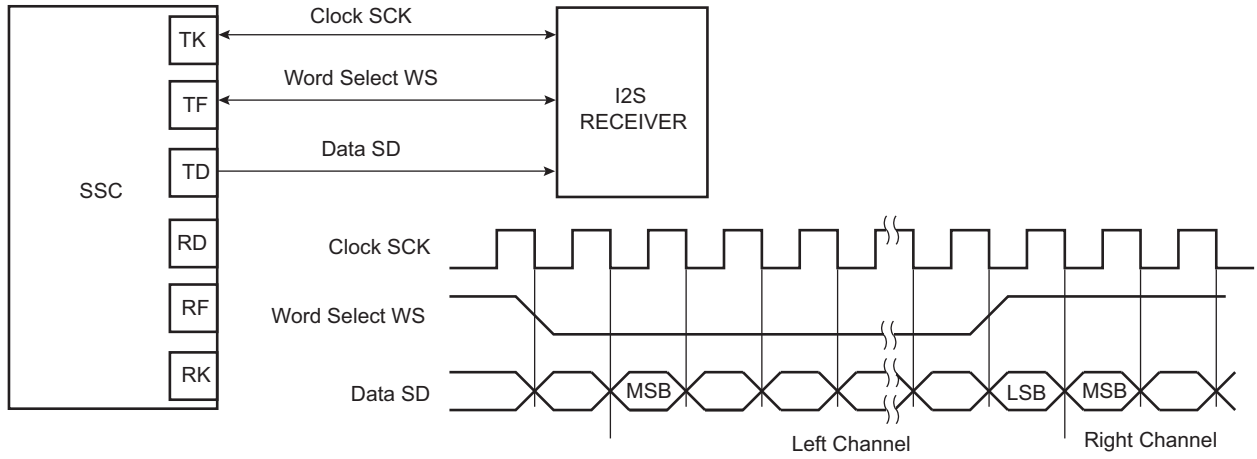 Clock SCK
TK
Word Select WS
TF
I2S
RECEIVER
Data SD
TD
SSC
RD
Clock SCK
RF
Word Select WS
RK
Data SD
MSB
LSB
MSB
Left Channel
Right Channel